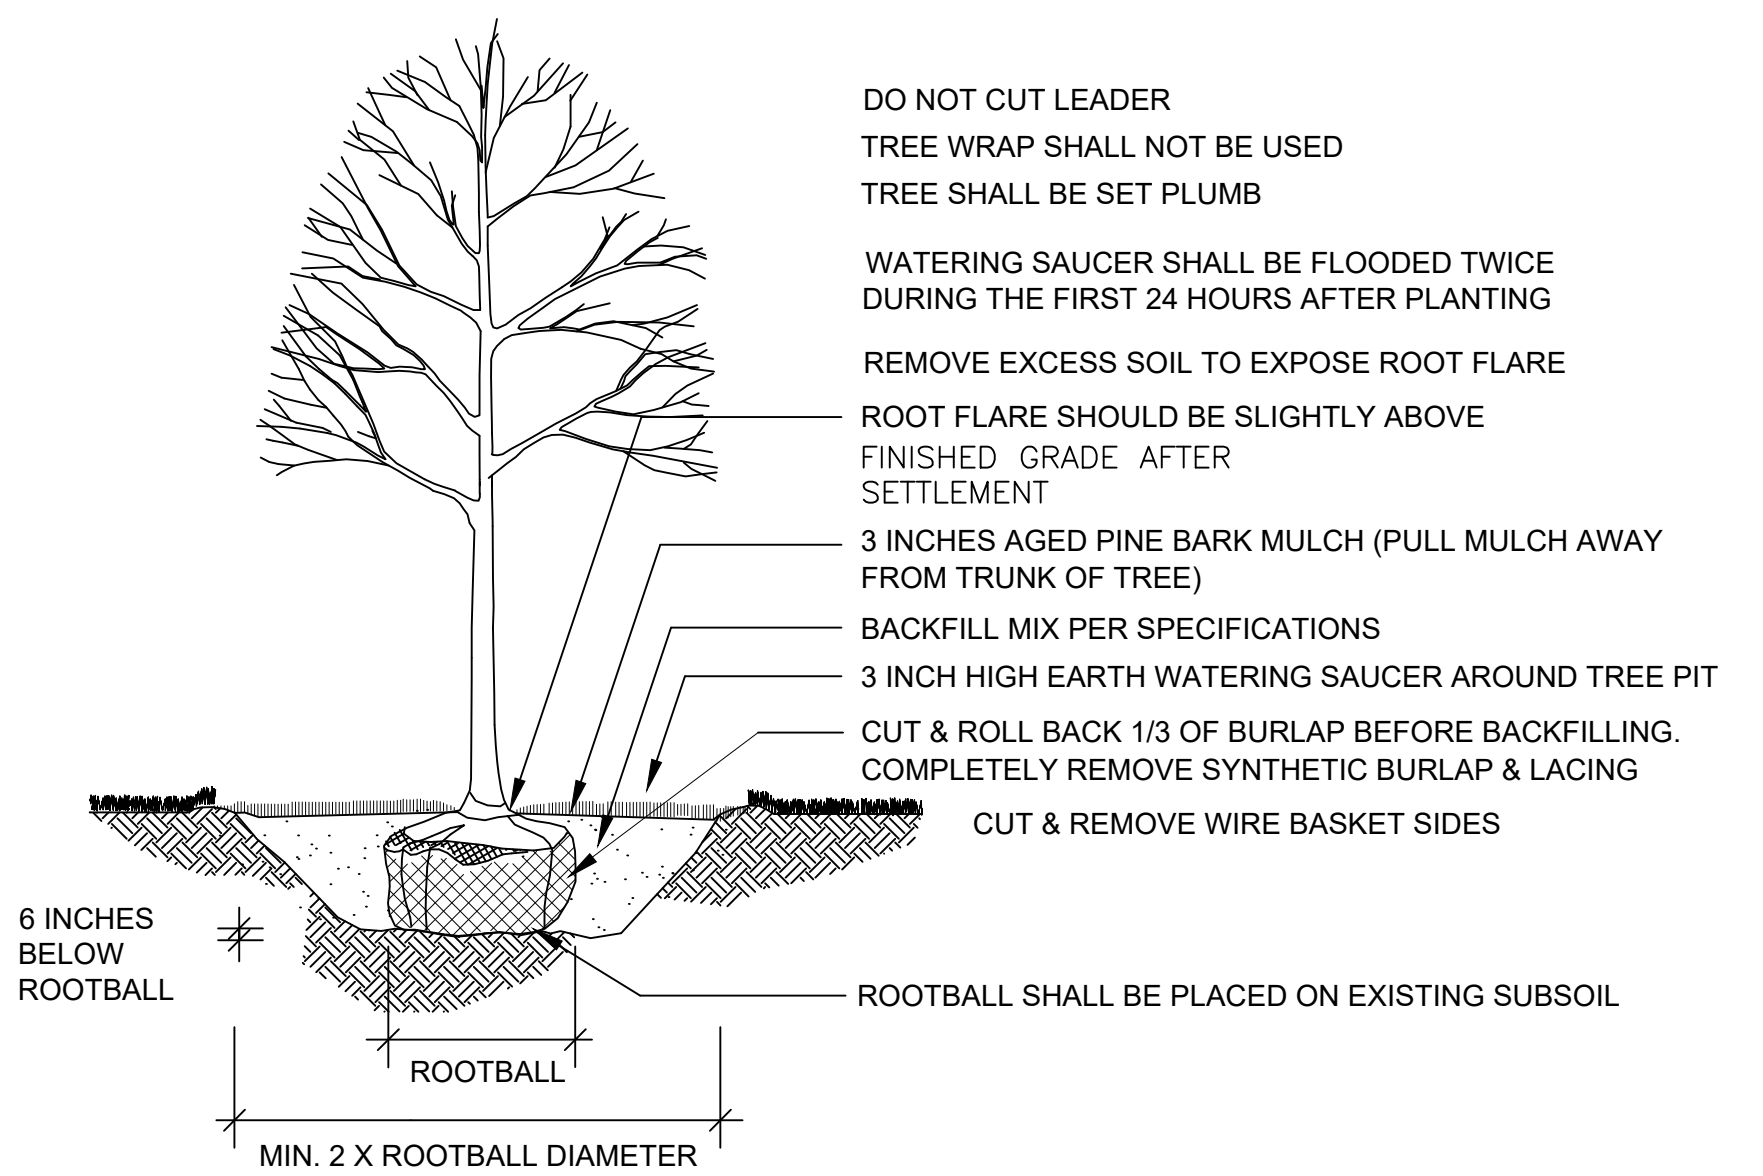 DO NOT CUT LEADER
TREE WRAP SHALL NOT BE USED
TREE SHALL BE SET PLUMB
WATERING SAUCER SHALL BE FLOODED TWICE
DURING THE FIRST 24 HOURS AFTER PLANTING
REMOVE EXCESS SOIL TO EXPOSE ROOT FLARE
ROOT FLARE SHOULD BE SLIGHTLY ABOVE
FINISHED GRADE AFTER
SETTLEMENT
3 INCHES AGED PINE BARK MULCH (PULL MULCH AWAY
FROM TRUNK OF TREE)
BACKFILL MIX PER SPECIFICATIONS
3 INCH HIGH EARTH WATERING SAUCER AROUND TREE PIT
CUT & ROLL BACK 1/3 OF BURLAP BEFORE BACKFILLING.
COMPLETELY REMOVE SYNTHETIC BURLAP & LACING
CUT & REMOVE WIRE BASKET SIDES
6 INCHES
BELOW
ROOTBALL
ROOTBALL SHALL BE PLACED ON EXISTING SUBSOIL
ROOTBALL
MIN. 2 X ROOTBALL DIAMETER